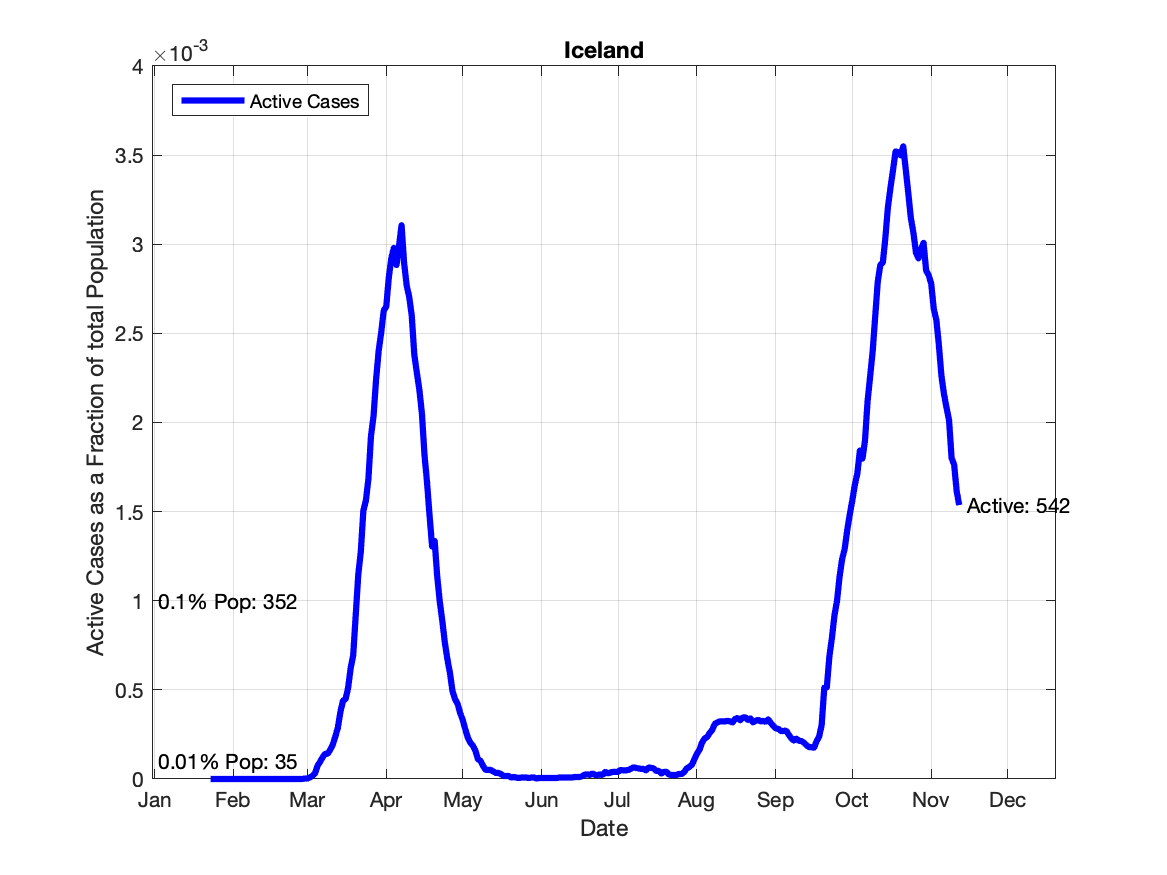 Iceland
×10-3
Active Cases
4
3.5
3
2.5
2
1.5
1
0.5
0
Active Cases as a Fraction of total Population
Active: 542
0.1% Pop: 352
0.01% Pop: 35
Jan Feb Mar Apr May Jun Jul Aug Sep Oct Nov Dec
Date